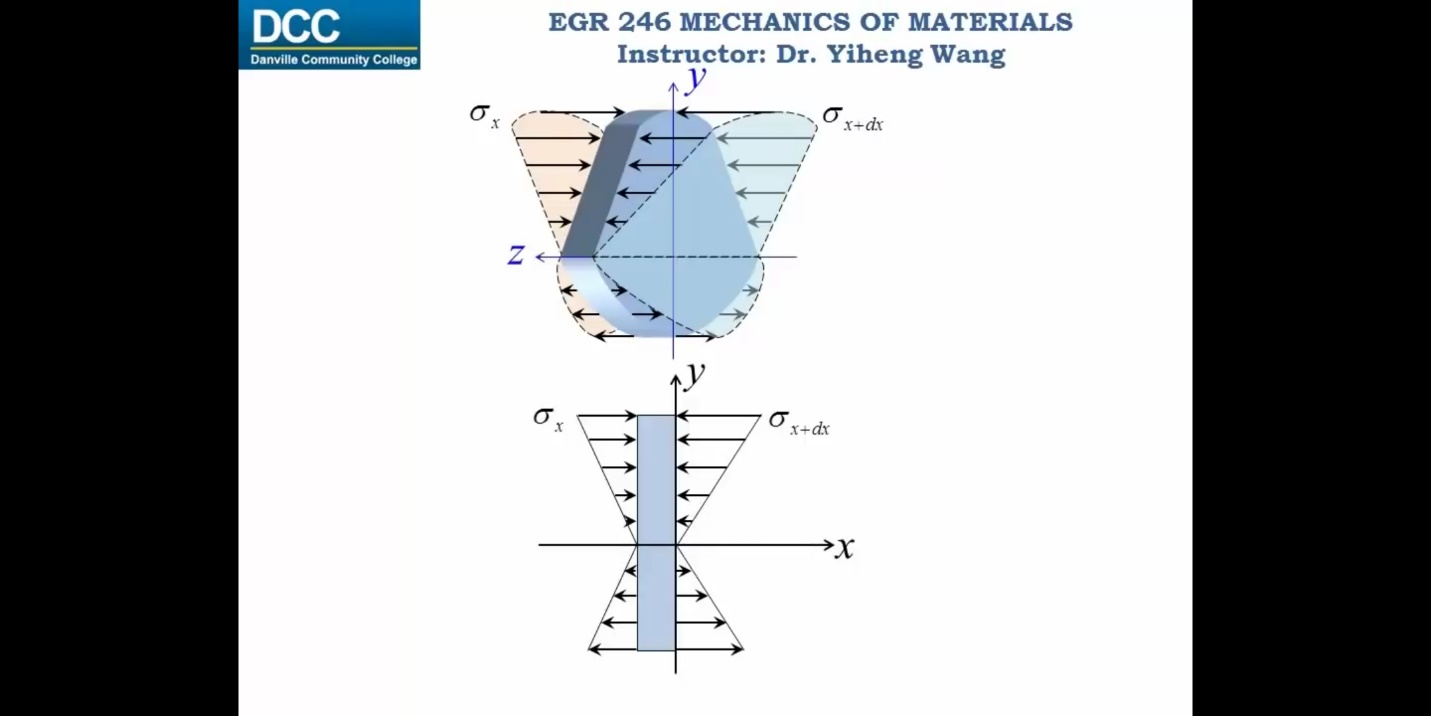 DCC
Danville Community College
EGR 246 MECHANICS OF MATERIALS
Instructor: Dr. Yiheng Wang
y
σx
σx+dx
z
y
σx
σx+dx
x